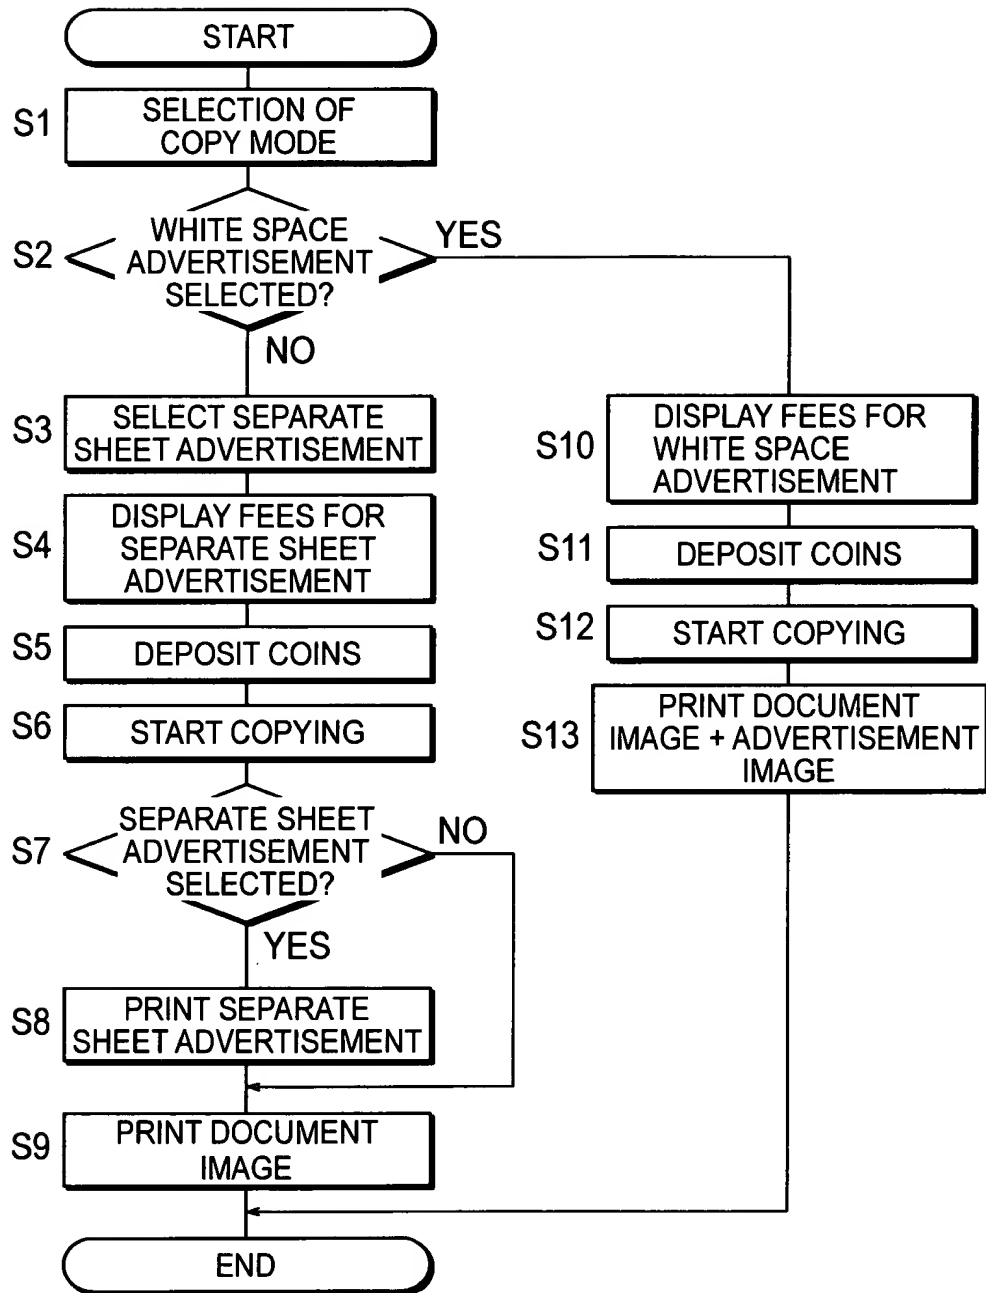 START
S1
SELECTION OF
COPY MODE
S2
WHITE SPACE
ADVERTISEMENT
SELECTED?
YES
NO
S3
SELECT SEPARATE
SHEET ADVERTISEMENT
S4
DISPLAY FEES FOR
SEPARATE SHEET
ADVERTISEMENT
S5
DEPOSIT COINS
S6
START COPYING
S7
SEPARATE SHEET
ADVERTISEMENT
SELECTED?
NO
YES
S8
PRINT SEPARATE
SHEET ADVERTISEMENT
S9
PRINT DOCUMENT
IMAGE
S10
DISPLAY FEES FOR
WHITE SPACE
ADVERTISEMENT
S11
DEPOSIT COINS
S12
START COPYING
S13
PRINT DOCUMENT
IMAGE + ADVERTISEMENT
IMAGE
END